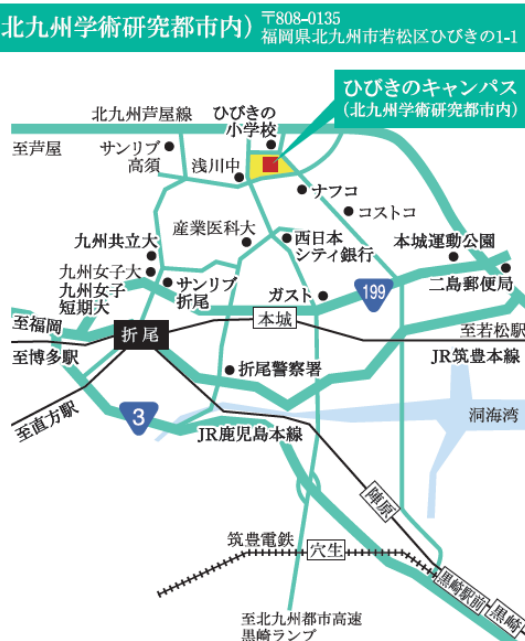 北九州学術研究都市内）
〒808-0135
福岡県北九州市若松区ひびきの1-1
ひびきのキャンパス
（北九州学術研究都市内）
北九州芦屋線
ひびきの
小学校
至芦屋
サンリブ
高須
浅川中
ナフコ
コストコ
産業医科大
西日本
シティ銀行
九州共立大
本城運動公園
九州女子大
九州女子
短期大
サンリブ
折尾
ガスト
199
二島郵便局
至福岡
折尾
本城
至若松駅
至博多駅
JR筑豊本線
折尾警察署
至直方駅
3
JR鹿児島本線
洞海湾
陣原
筑豊電鉄
穴生
黒崎駅前
黒崎
至北九州都市高速
黒崎ランプ